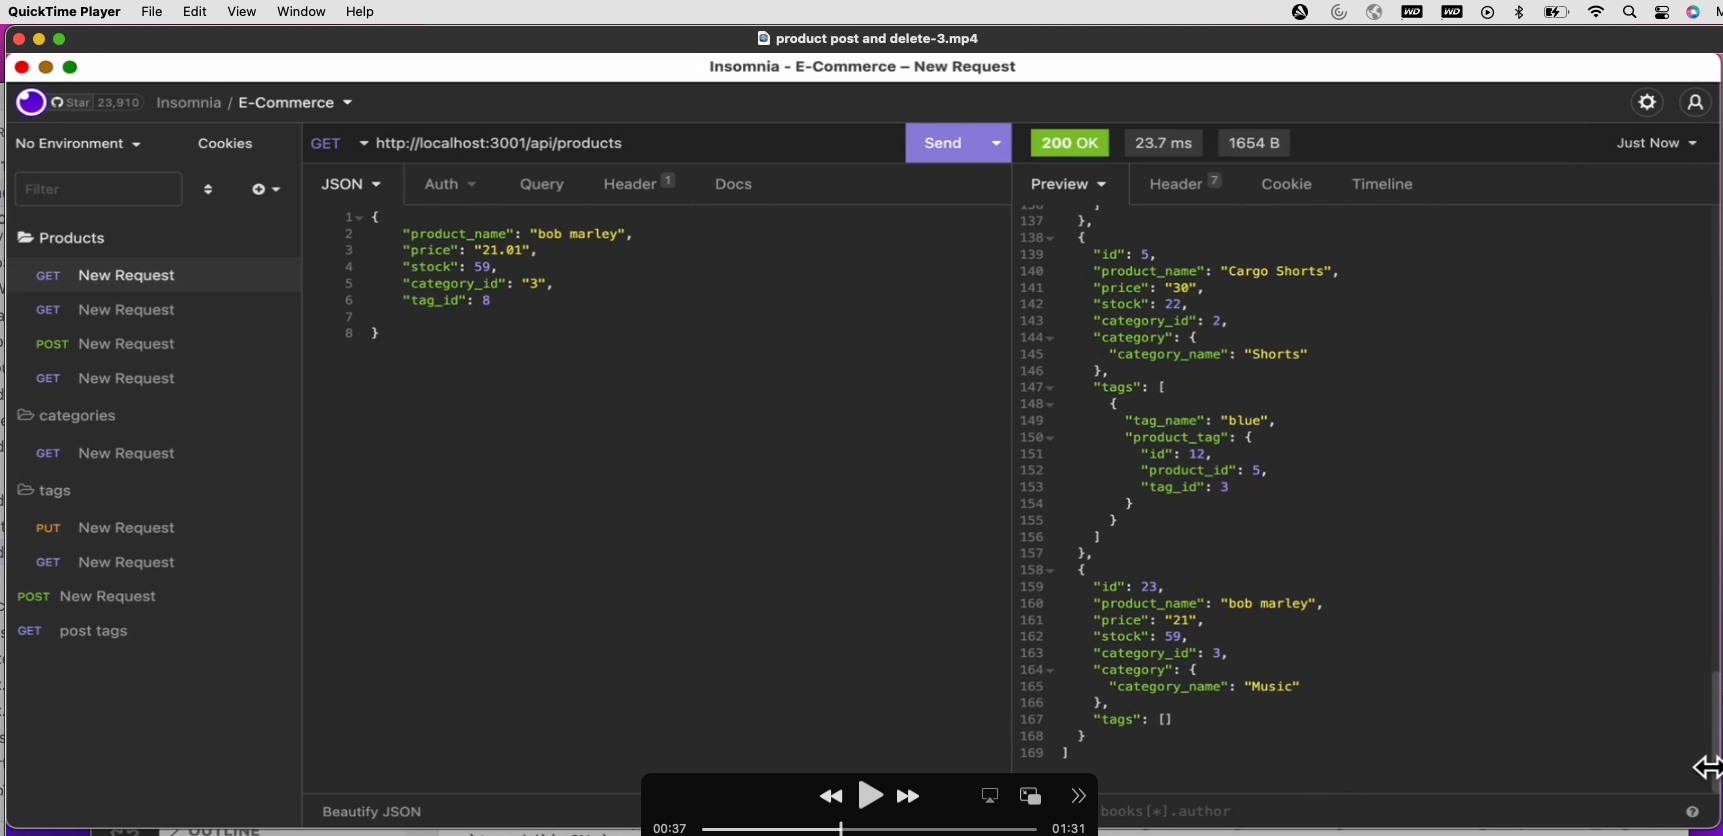 QuickTime Player File Edit View Window Help
product post and delete-3.mp4
Insomnia - E-Commerce – New Request
Star 23,910 Insomnia / E-Commerce
No Environment Cookies
GET http://localhost:3001/api/products Send
200 OK 23.7 ms 1654 B Just Now
Filter
JSON Auth Query Header 1 Docs
Preview Header 7 Cookie Timeline
Products
GET New Request
GET New Request
POST New Request
GET New Request
categories
GET New Request
tags
PUT New Request
GET New Request
POST New Request
GET post tags
1 {
2 "product_name": "bob marley",
3 "price": "21.01",
4 "stock": 59,
5 "category_id": "3",
6 "tag_id": 8
7
8 }
Beautify JSON
136 ]
137 },
138 {
139 "id": 5,
140 "product_name": "Cargo Shorts",
141 "price": "30",
142 "stock": 22,
143 "category_id": 2,
144 "category": {
145 "category_name": "Shorts"
146 },
147 "tags": [
148 {
149 "tag_name": "blue",
150 "product_tag": {
151 "id": 12,
152 "product_id": 5,
153 "tag_id": 3
154 }
155 }
156 ]
157 },
158 {
159 "id": 23,
160 "product_name": "bob marley",
161 "price": "21",
162 "stock": 59,
163 "category_id": 3,
164 "category": {
165 "category_name": "Music"
166 },
167 "tags": []
168 }
169 ]
books[*].author
00:37 01:31
OUTLINE